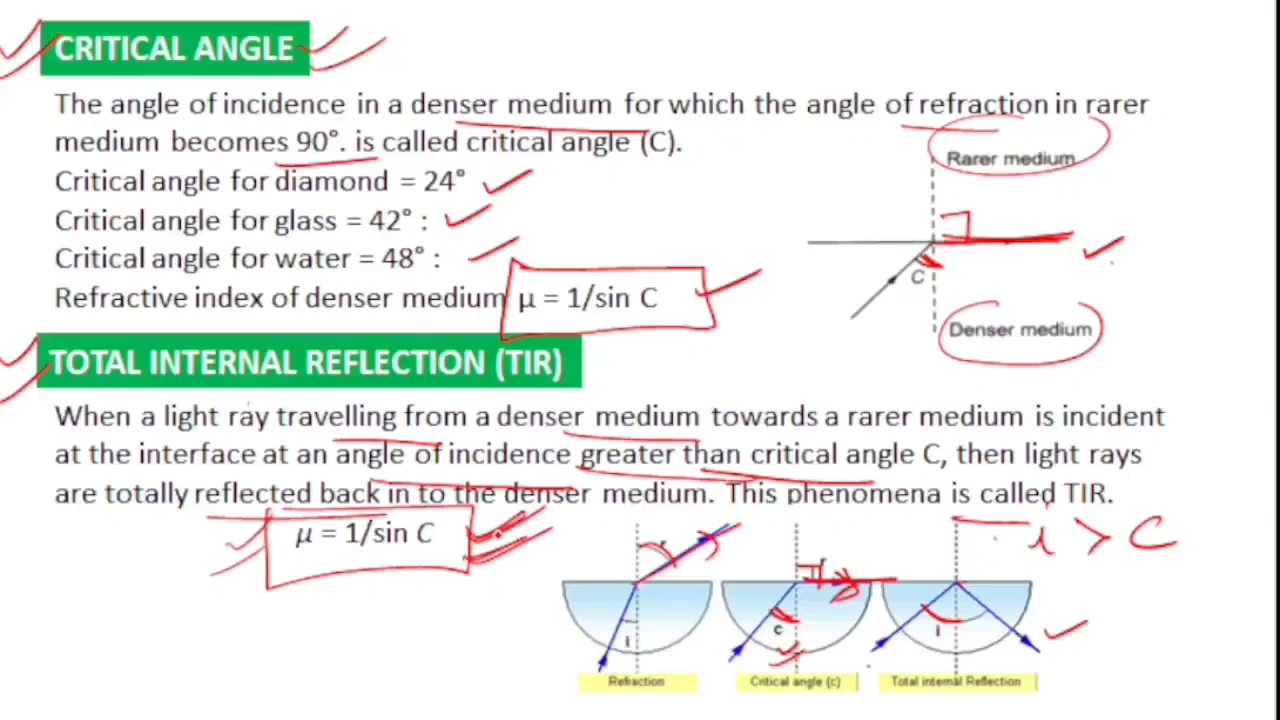 CRITICAL ANGLE
The angle of incidence in a denser medium for which the angle of refraction in rarer
medium becomes 90°. is called critical angle (C).
Critical angle for diamond = 24°
Critical angle for glass = 42° :
Critical angle for water = 48° :
Refractive index of denser medium μ = 1/sin C
Rarer medium
C
Denser medium
TOTAL INTERNAL REFLECTION (TIR)
When a light ray travelling from a denser medium towards a rarer medium is incident
at the interface at an angle of incidence greater than critical angle C, then light rays
are totally reflected back in to the denser medium. This phenomena is called TIR.
μ = 1/sin C
i > C
r
r
i
c
i
Refraction
Critical angle (c)
Total internal Reflection